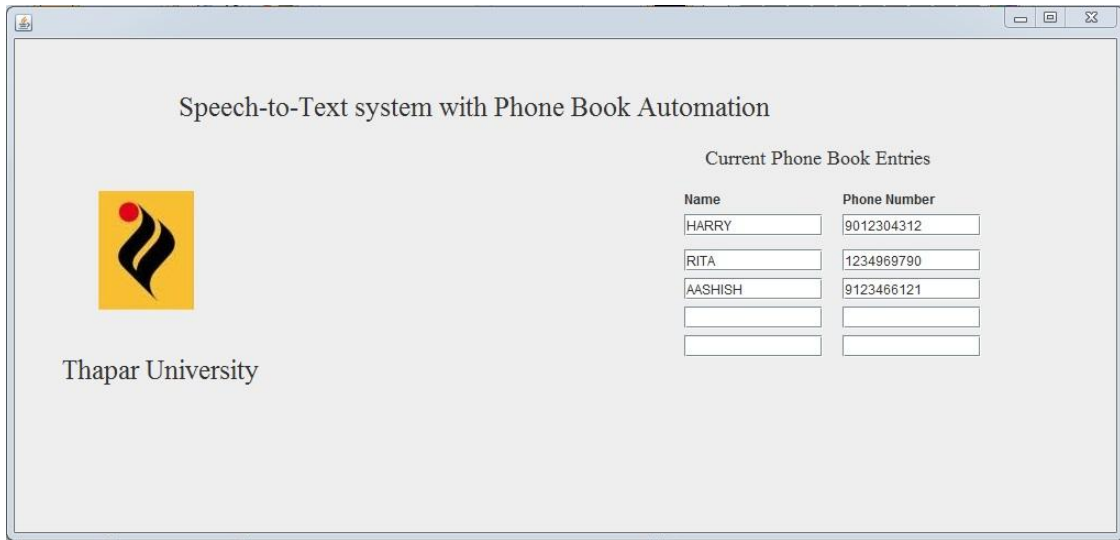 Speech-to-Text system with Phone Book Automation
Current Phone Book Entries
Name Phone Number
HARRY 9012304312
RITA 1234969790
AASHISH 9123466121
Thapar University